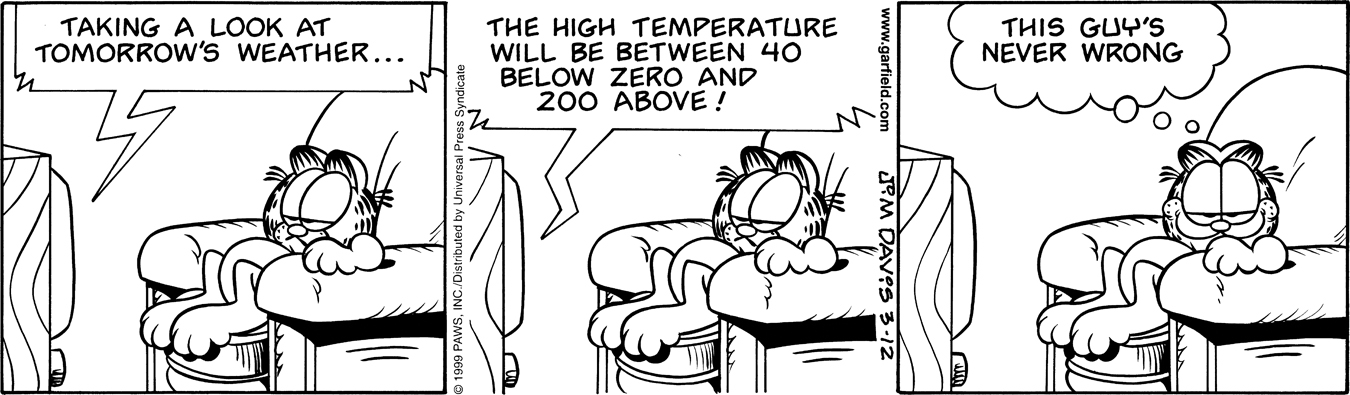 TAKING A LOOK AT
TOMORROW'S WEATHER...
© 1999 PAWS, INC./Distributed by Universal Press Syndicate
THE HIGH TEMPERATURE
WILL BE BETWEEN 40
BELOW ZERO AND
200 ABOVE!
www.garfield.com
JIM DAVIS 3-12
THIS GUY'S
NEVER WRONG